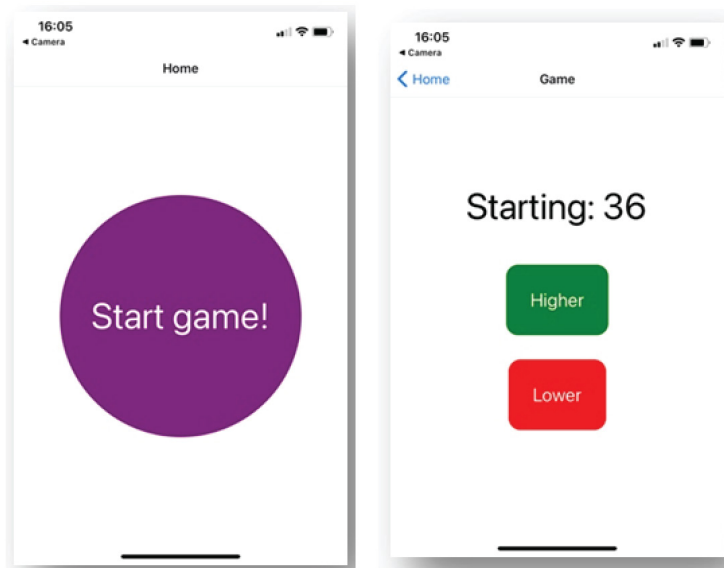 16:05
◀ Camera
Home
Start game!
16:05
◀ Camera
Home
Game
Starting: 36
Higher
Lower